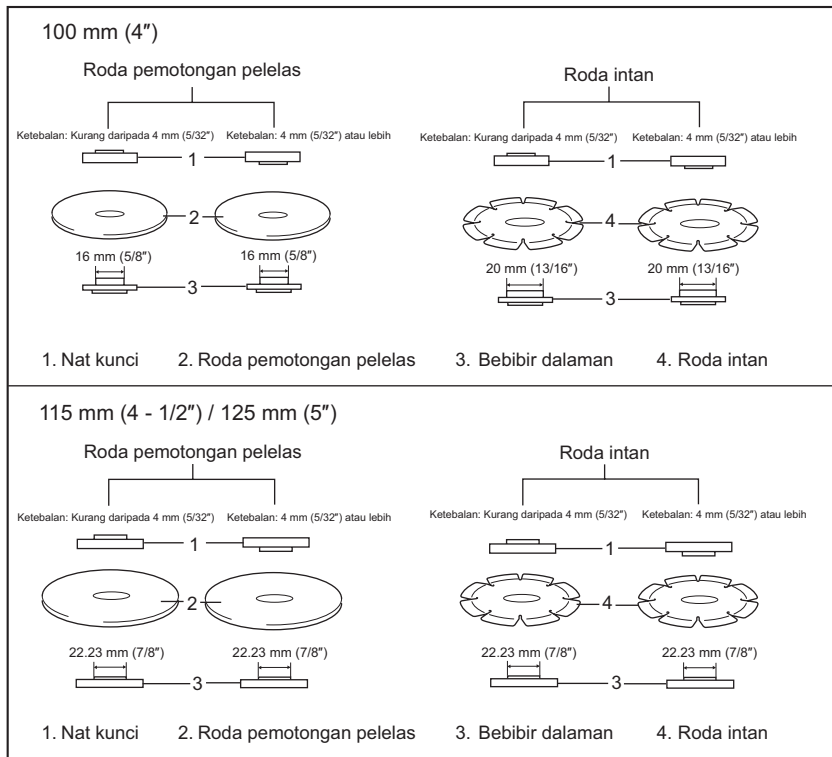 100 mm (4″)
Roda pemotongan pelelas
Ketebalan: Kurang daripada 4 mm (5/32″) Ketebalan: 4 mm (5/32″) atau lebih
1
2
16 mm (5/8″) 16 mm (5/8″)
3
Roda intan
Ketebalan: Kurang daripada 4 mm (5/32″) Ketebalan: 4 mm (5/32″) atau lebih
1
4
20 mm (13/16″) 20 mm (13/16″)
3
1. Nat kunci 2. Roda pemotongan pelelas 3. Bebibir dalaman 4. Roda intan
115 mm (4 - 1/2″) / 125 mm (5″)
Roda pemotongan pelelas
Ketebalan: Kurang daripada 4 mm (5/32″) Ketebalan: 4 mm (5/32″) atau lebih
1
2
22.23 mm (7/8″) 22.23 mm (7/8″)
3
Roda intan
Ketebalan: Kurang daripada 4 mm (5/32″) Ketebalan: 4 mm (5/32″) atau lebih
1
4
22.23 mm (7/8″) 22.23 mm (7/8″)
3
1. Nat kunci 2. Roda pemotongan pelelas 3. Bebibir dalaman 4. Roda intan